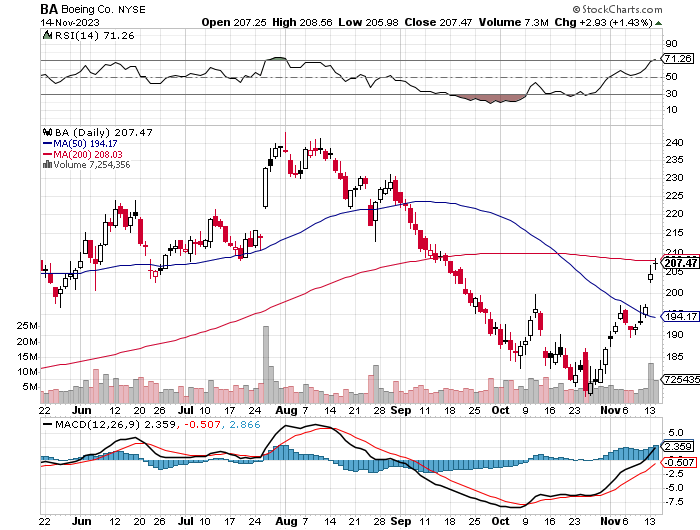 BA Boeing Co. NYSE © StockCharts.com
14-Nov-2023 Open 207.25 High 208.56 Low 205.98 Close 207.47 Volume 7.3M Chg +2.93 (+1.43%)
RSI(14) 71.26
90
71.26
50
30
10
BA (Daily) 207.47
MA(50) 194.17
MA(200) 208.03
Volume 7,254,356
240
235
230
225
220
215
210
207.47
205
200
194.17
190
185
7254356
25M
20M
15M
10M
5M
22 Jun 12 20 26 Jul 10 17 24 Aug 7 14 21 28 Sep 11 18 25 Oct 9 16 23 Nov 6 13
MACD(12,26,9) 2.359, -0.507, 2.866
5.0
2.359
-0.507
-2.5
-5.0
-7.5
22 Jun 12 20 26 Jul 10 17 24 Aug 7 14 21 28 Sep 11 18 25 Oct 9 16 23 Nov 6 13